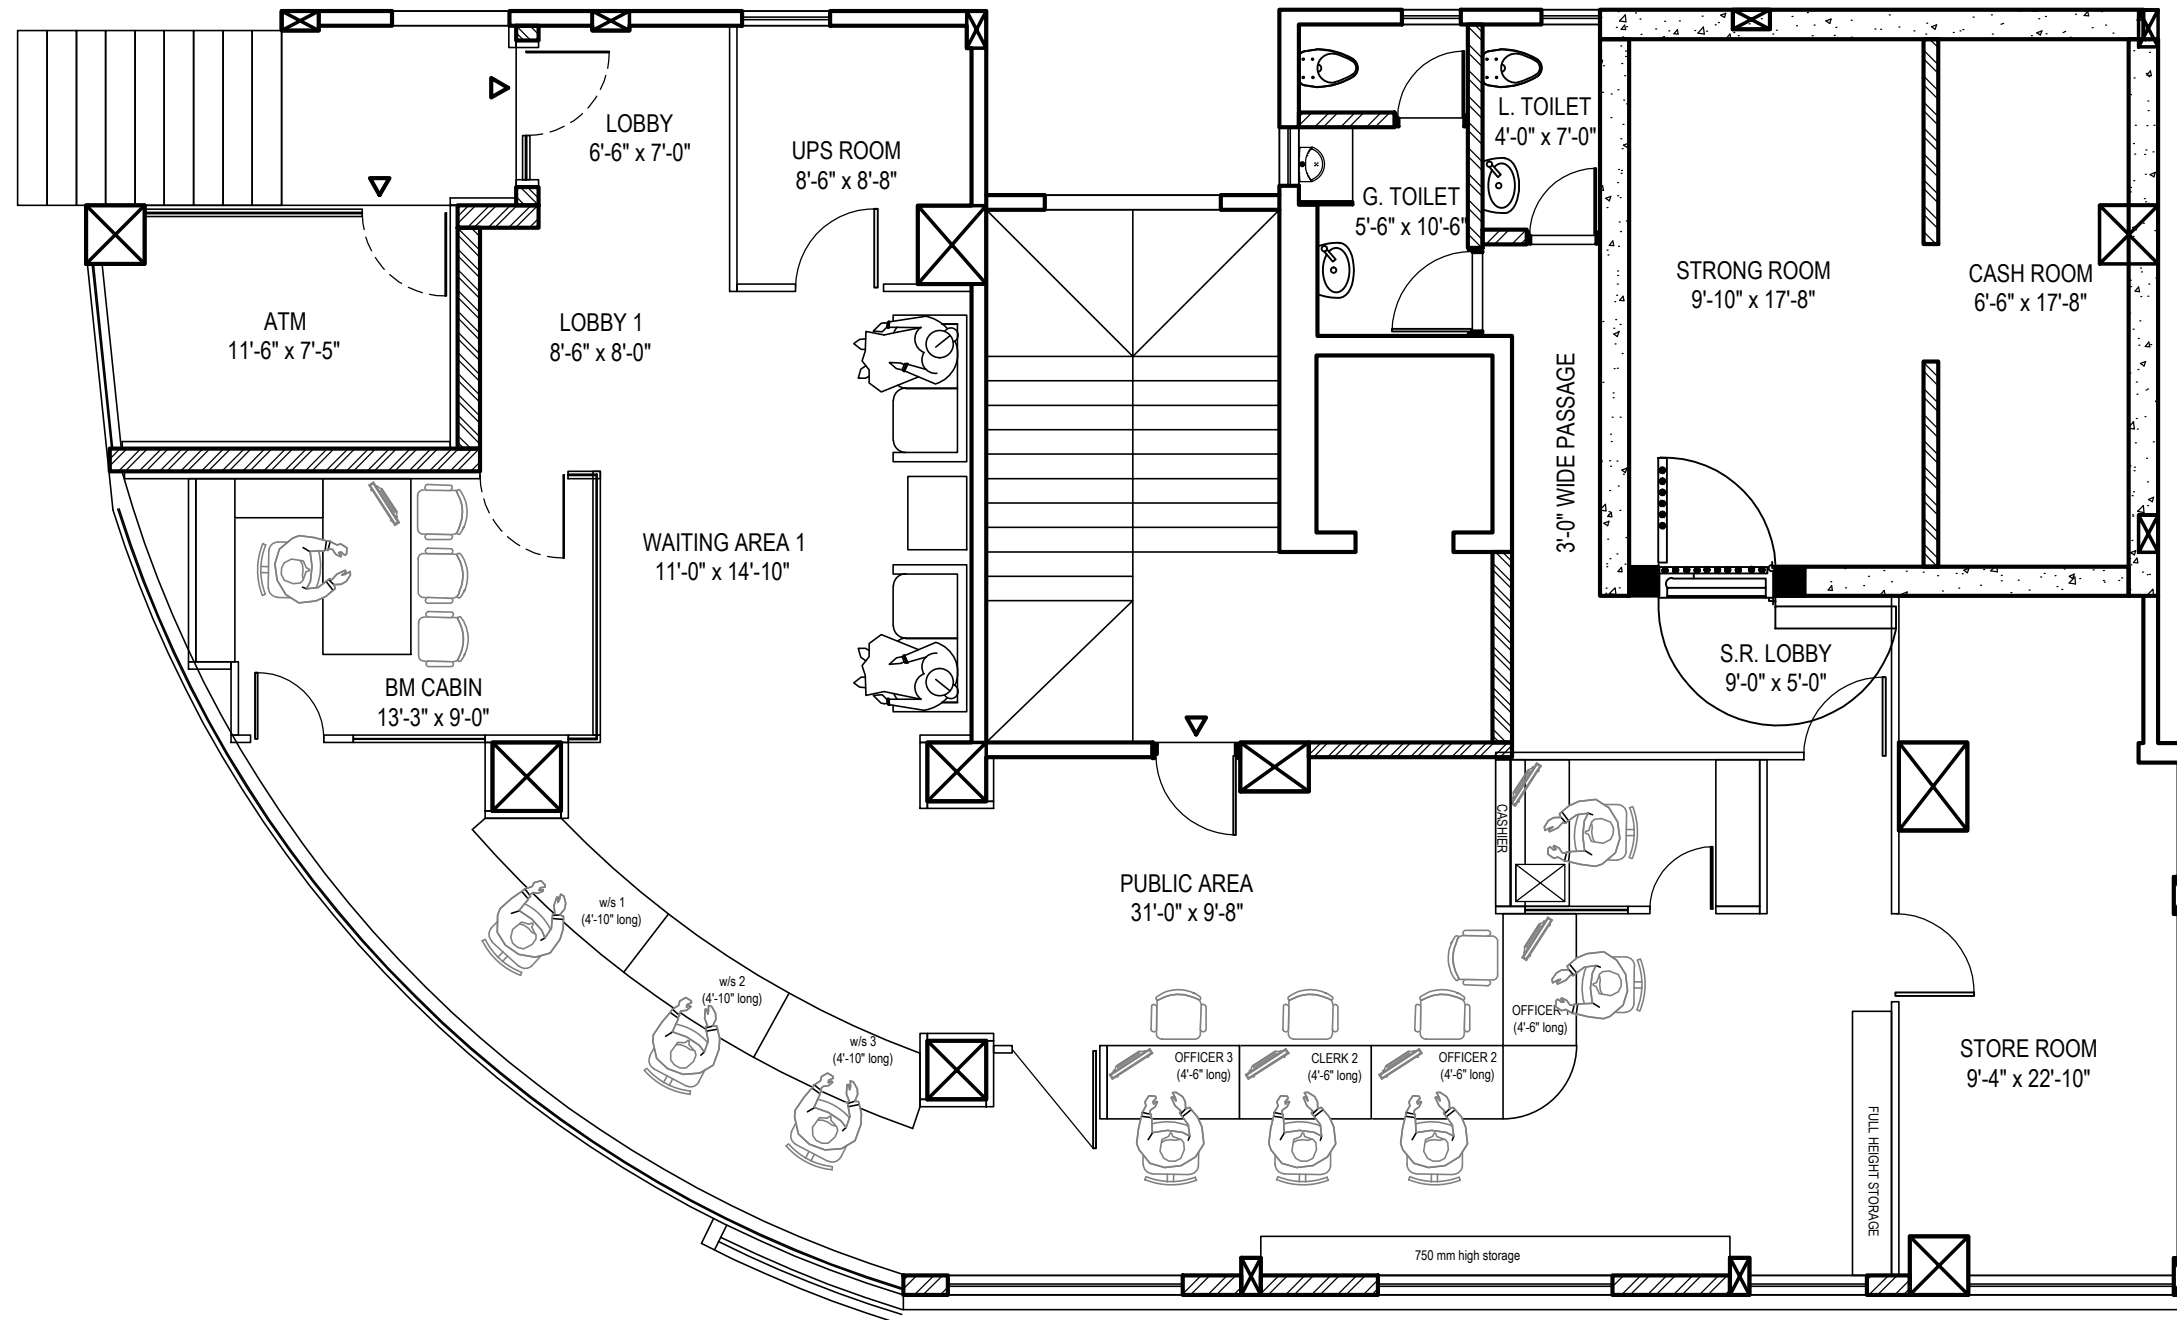 LOBBY
6'-6" x 7'-0"
UPS ROOM
8'-6" x 8'-8"
L. TOILET
4'-0" x 7'-0"
G. TOILET
5'-6" x 10'-6"
STRONG ROOM
9'-10" x 17'-8"
CASH ROOM
6'-6" x 17'-8"
ATM
11'-6" x 7'-5"
LOBBY 1
8'-6" x 8'-0"
3'-0" WIDE PASSAGE
WAITING AREA 1
11'-0" x 14'-10"
S.R. LOBBY
9'-0" x 5'-0"
BM CABIN
13'-3" x 9'-0"
CASHIER
PUBLIC AREA
31'-0" x 9'-8"
w/s 1
(4'-10" long)
w/s 2
(4'-10" long)
w/s 3
(4'-10" long)
OFFICER
(4'-6" long)
OFFICER 3
(4'-6" long)
CLERK 2
(4'-6" long)
OFFICER 2
(4'-6" long)
STORE ROOM
9'-4" x 22'-10"
FULL HEIGHT STORAGE
750 mm high storage